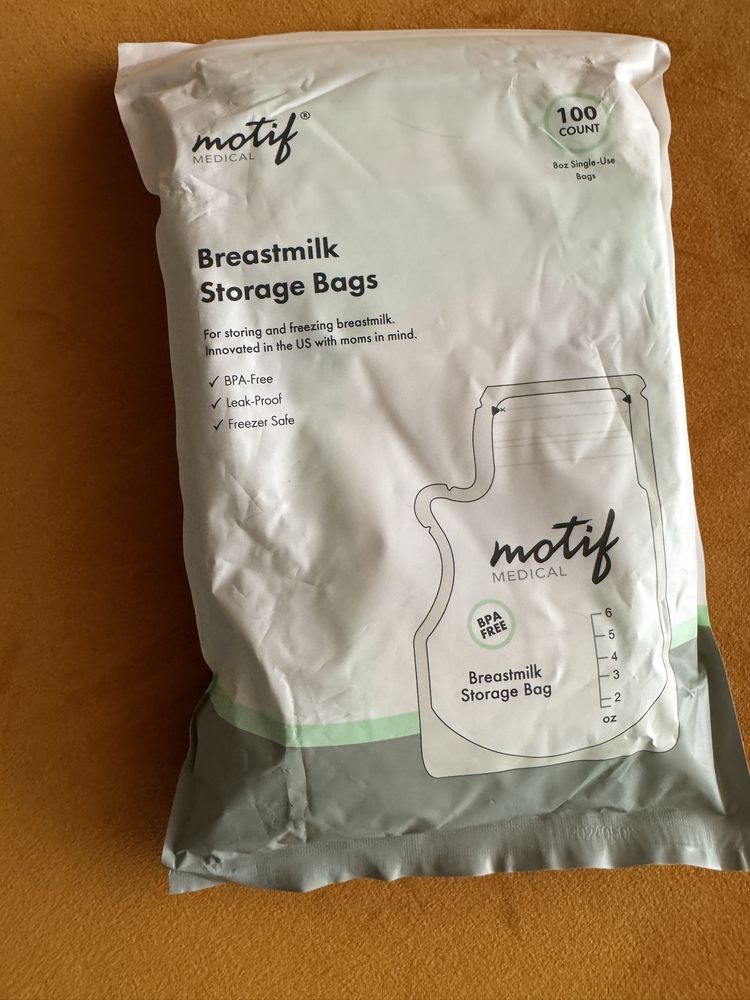 motif®
MEDICAL
100
COUNT
8oz Single-Use
Bags
Breastmilk
Storage Bags
For storing and freezing breastmilk.
Innovated in the US with moms in mind.
✓ BPA-Free
✓ Leak-Proof
✓ Freezer Safe
motif
MEDICAL
BPA
FREE
Breastmilk
Storage Bag
6
5
4
3
2
oz